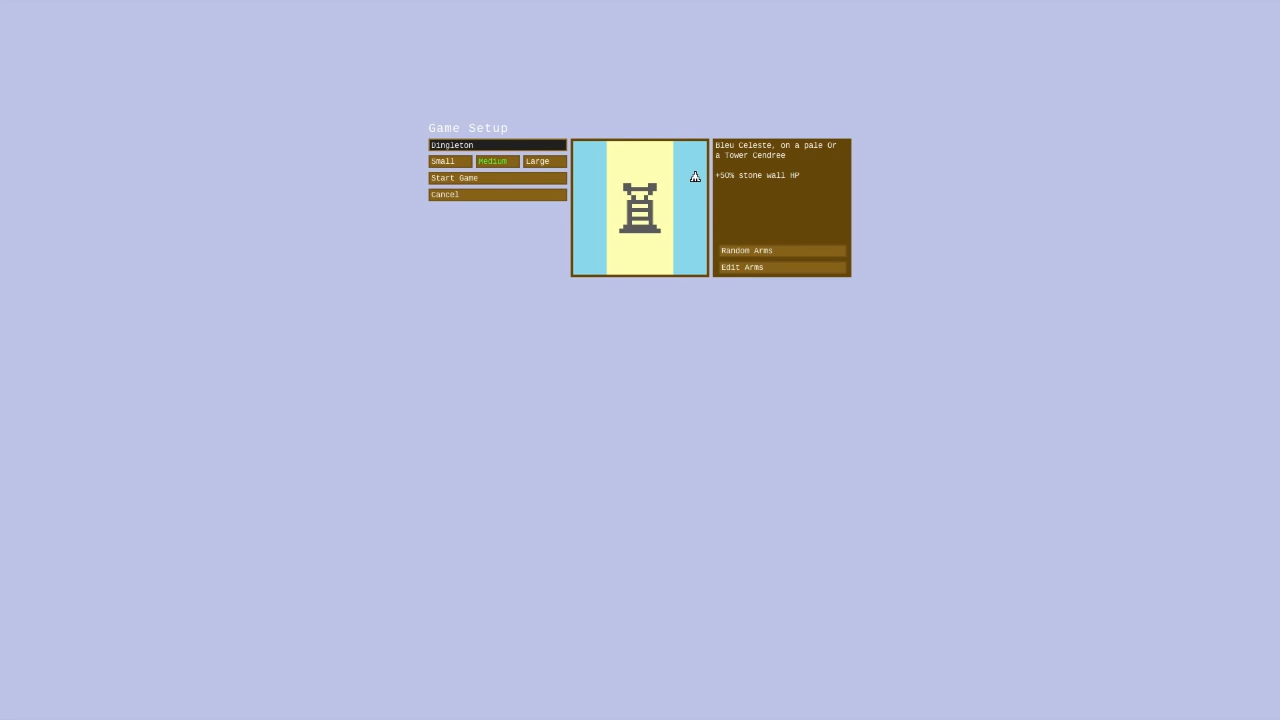 Game Setup
Dingleton
Small Medium Large
Start Game
Cancel
Bleu Celeste, on a pale Or
a Tower Cendree
+50% stone wall HP
Random Arms
Edit Arms